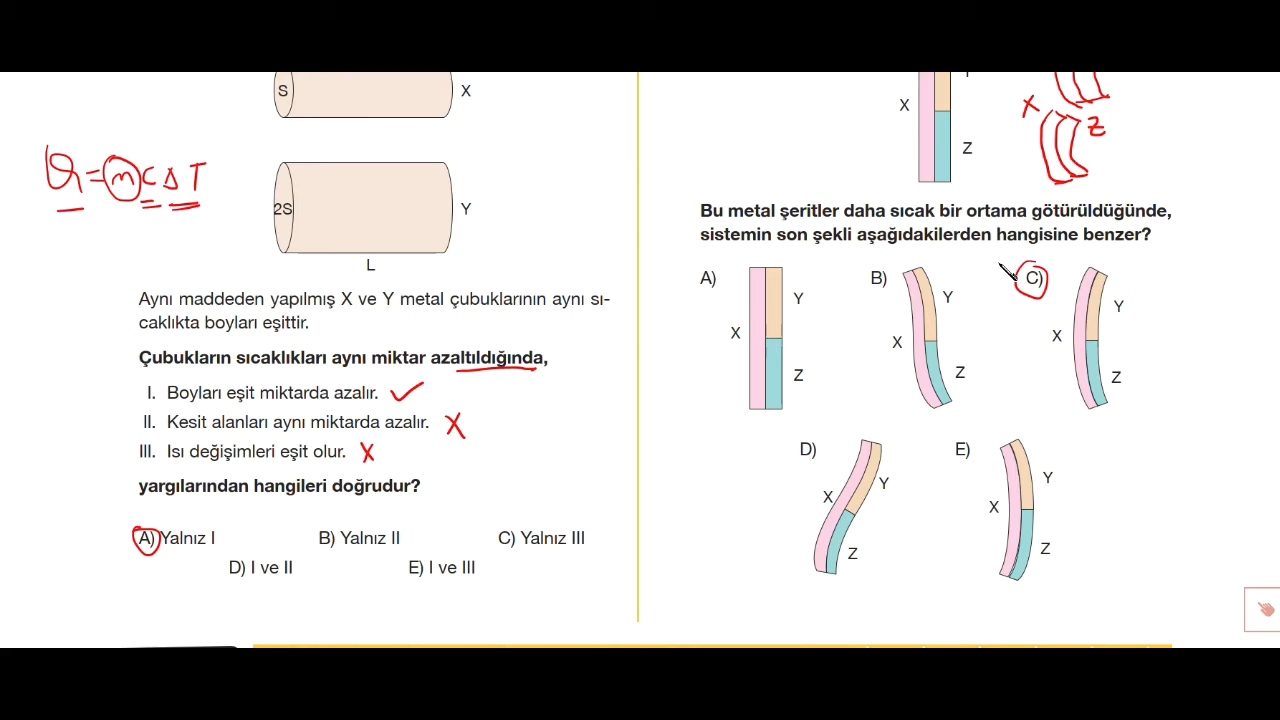 S
X
Q = m c Δ T
2S
Y
L
Aynı maddeden yapılmış X ve Y metal çubuklarının aynı sı-
caklıkta boyları eşittir.
Çubukların sıcaklıkları aynı miktar azaltıldığında,
I. Boyları eşit miktarda azalır.
II. Kesit alanları aynı miktarda azalır.
III. Isı değişimleri eşit olur.
yargılarından hangileri doğrudur?
A) Yalnız I B) Yalnız II C) Yalnız III
D) I ve II E) I ve III
X
Z
X
Z
Bu metal şeritler daha sıcak bir ortama götürüldüğünde,
sistemin son şekli aşağıdakilerden hangisine benzer?
A)
X
Y
Z
B)
X
Y
Z
C)
X
Y
Z
D)
X
Y
Z
E)
X
Y
Z